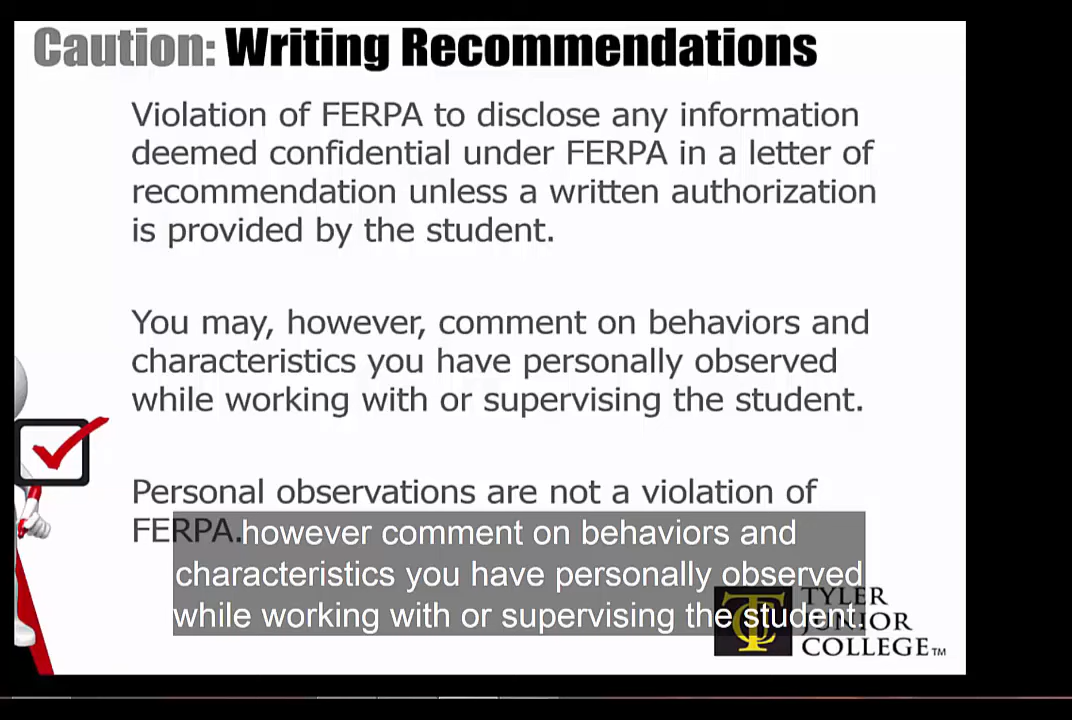 Caution: Writing Recommendations
Violation of FERPA to disclose any information
deemed confidential under FERPA in a letter of
recommendation unless a written authorization
is provided by the student.
You may, however, comment on behaviors and
characteristics you have personally observed
while working with or supervising the student.
Personal observations are not a violation of
FERPA.
however comment on behaviors and
characteristics you have personally observed
while working with or supervising the student.
TYLER
JUNIOR
COLLEGE™